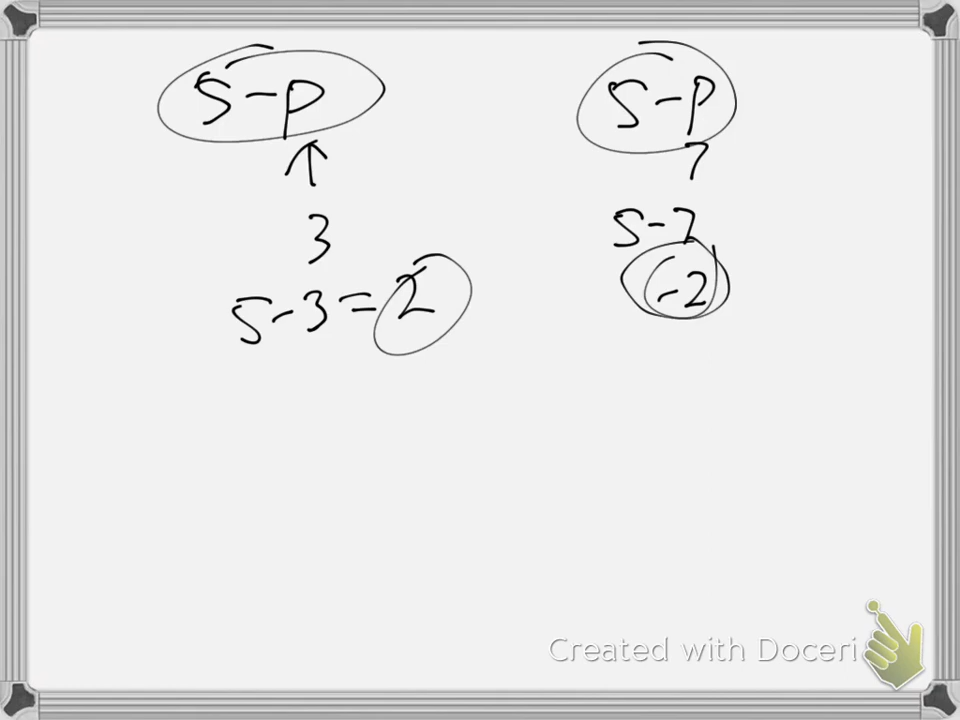 5-p
↑
3
5-3=2
5-p
7
5-7
-2
Created with Doceri